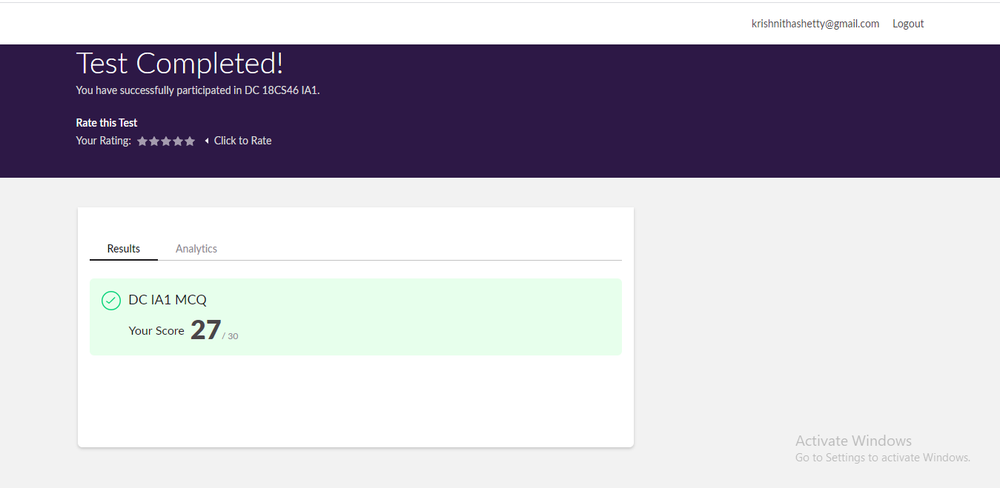 krishnithashetty@gmail.com Logout
Test Completed!
You have successfully participated in DC 18CS46 IA1.
Rate this Test
Your Rating: Click to Rate
Results Analytics
DC IA1 MCQ
Your Score 27 / 30
Activate Windows
Go to Settings to activate Windows.